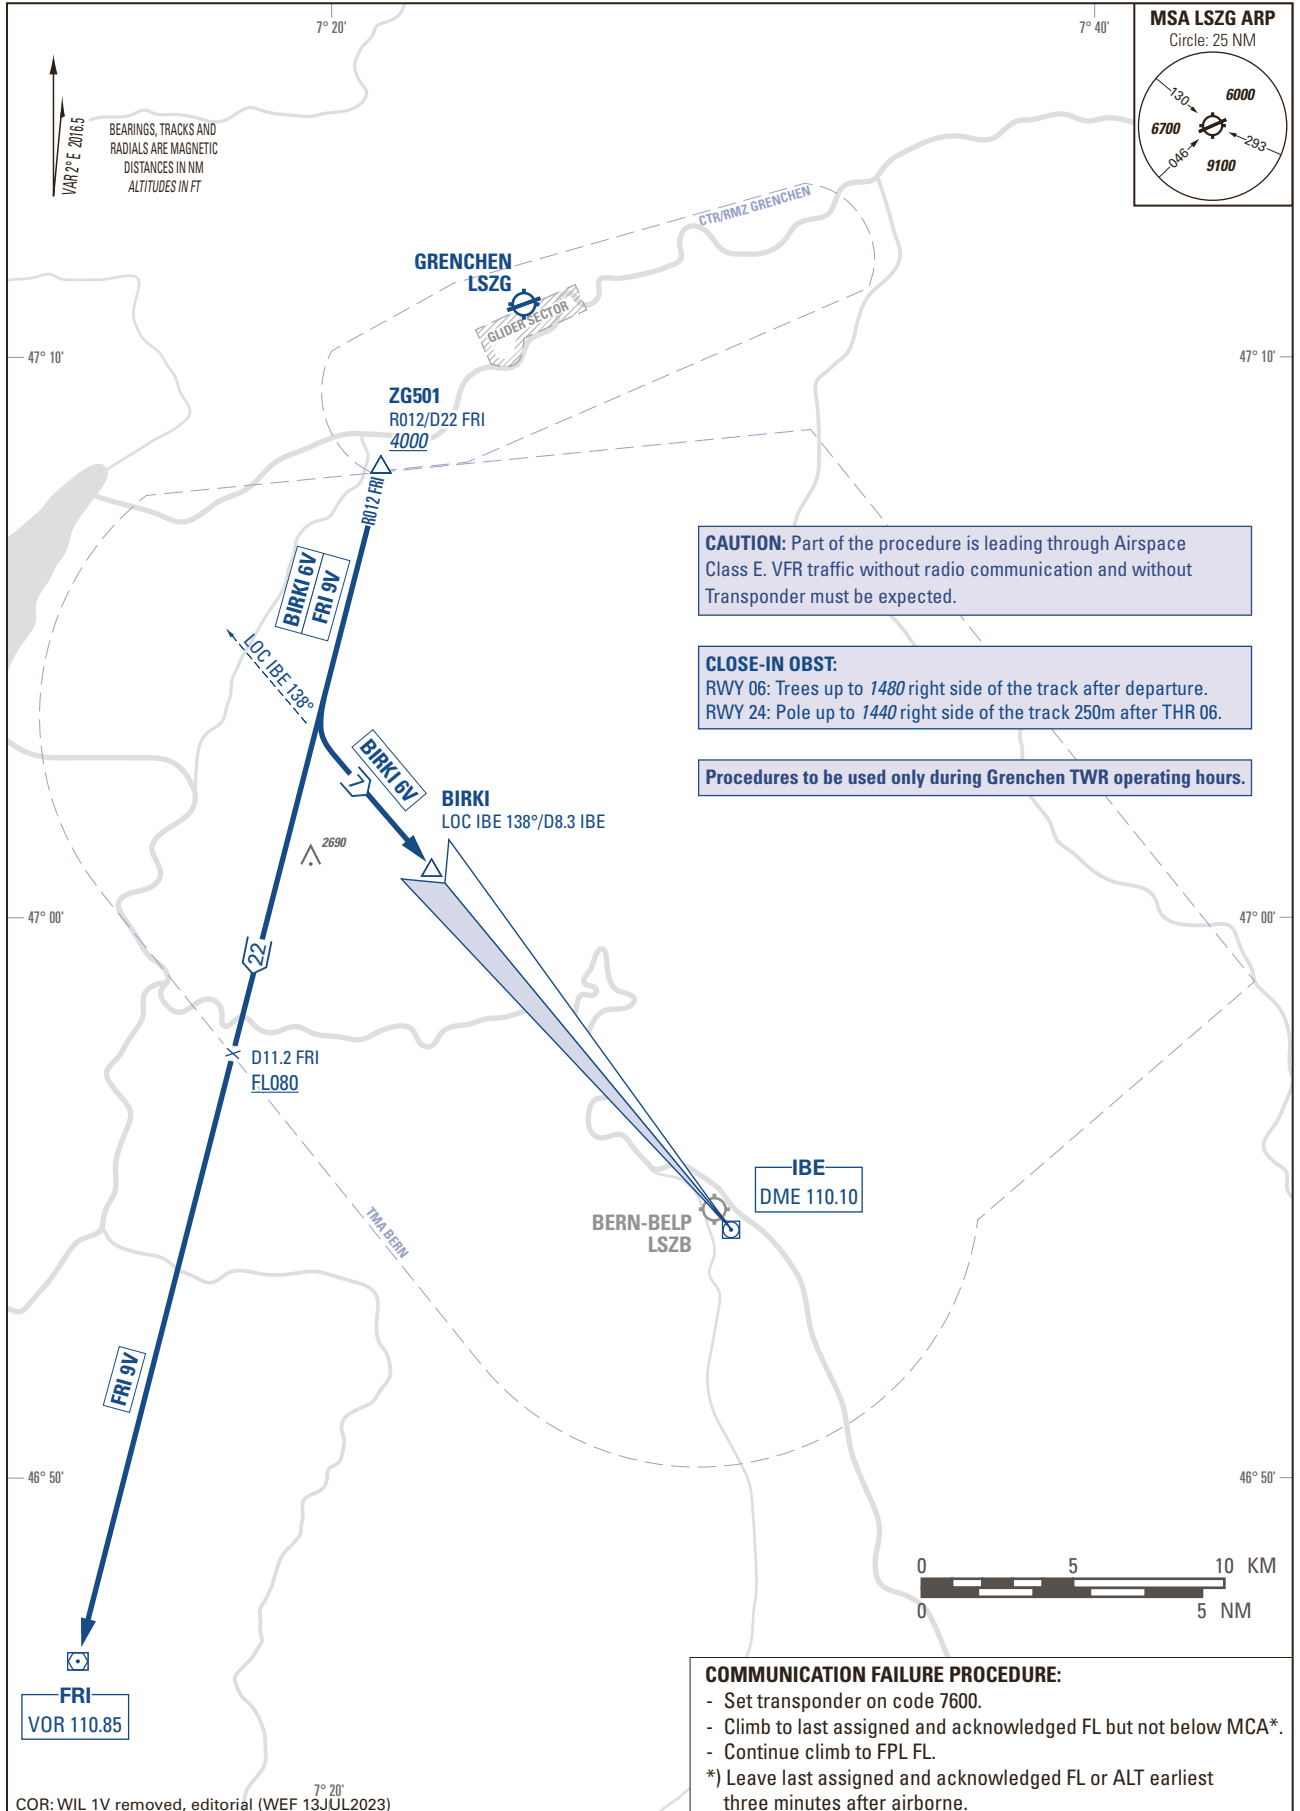 7° 20'
7° 40'
MSA LSZG ARP
Circle: 25 NM
130
6000
6700
293
046
9100
VAR 2° E 2016.5
BEARINGS, TRACKS AND
RADIALS ARE MAGNETIC
DISTANCES IN NM
ALTITUDES IN FT
CTR/RMZ GRENCHEN
GRENCHEN
LSZG
GLIDER SECTOR
47° 10'
47° 10'
ZG501
R012/D22 FRI
4000
R012 FRI
BIRKI 6V
FRI 9V
CAUTION: Part of the procedure is leading through Airspace
Class E. VFR traffic without radio communication and without
Transponder must be expected.
LOC IBE 138°
CLOSE-IN OBST:
RWY 06: Trees up to 1480 right side of the track after departure.
RWY 24: Pole up to 1440 right side of the track 250m after THR 06.
BIRKI 6V
7
Procedures to be used only during Grenchen TWR operating hours.
BIRKI
LOC IBE 138°/D8.3 IBE
2690
47° 00'
47° 00'
22
D11.2 FRI
FL080
IBE
DME 110.10
BERN-BELP
LSZB
TMA BERN
FRI 9V
46° 50'
46° 50'
0 5 10 KM
0 5 NM
FRI
VOR 110.85
COMMUNICATION FAILURE PROCEDURE:
- Set transponder on code 7600.
- Climb to last assigned and acknowledged FL but not below MCA*.
- Continue climb to FPL FL.
*) Leave last assigned and acknowledged FL or ALT earliest
three minutes after airborne.
7° 20'
COR: WIL 1V removed, editorial (WEF 13JUL2023)